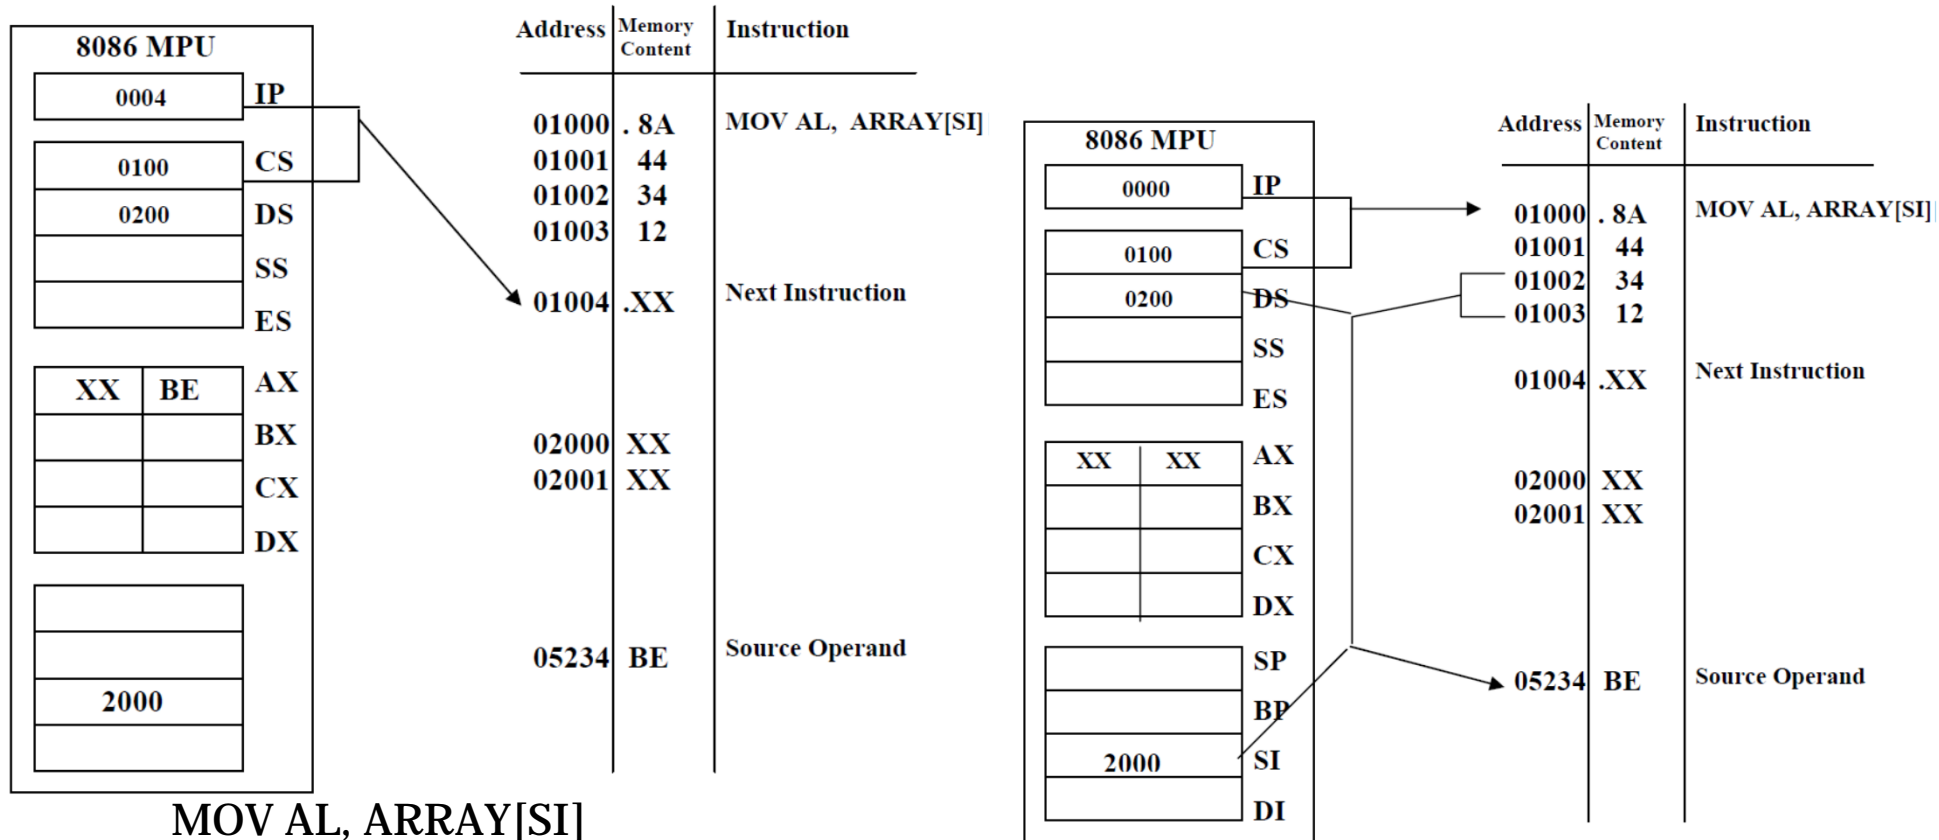 8086 MPU
0004 IP
0100 CS
0200 DS
SS
ES
XX BE AX
BX
CX
DX
2000
MOV AL, ARRAY[SI]
Address Memory Content Instruction
01000 . 8A MOV AL, ARRAY[SI]
01001 44
01002 34
01003 12
01004 .XX Next Instruction
02000 XX
02001 XX
05234 BE Source Operand
8086 MPU
0000 IP
0100 CS
0200 DS
SS
ES
XX XX AX
BX
CX
DX
SP
BP
2000 SI
DI
Address Memory Content Instruction
01000 . 8A MOV AL, ARRAY[SI]
01001 44
01002 34
01003 12
01004 .XX Next Instruction
02000 XX
02001 XX
05234 BE Source Operand